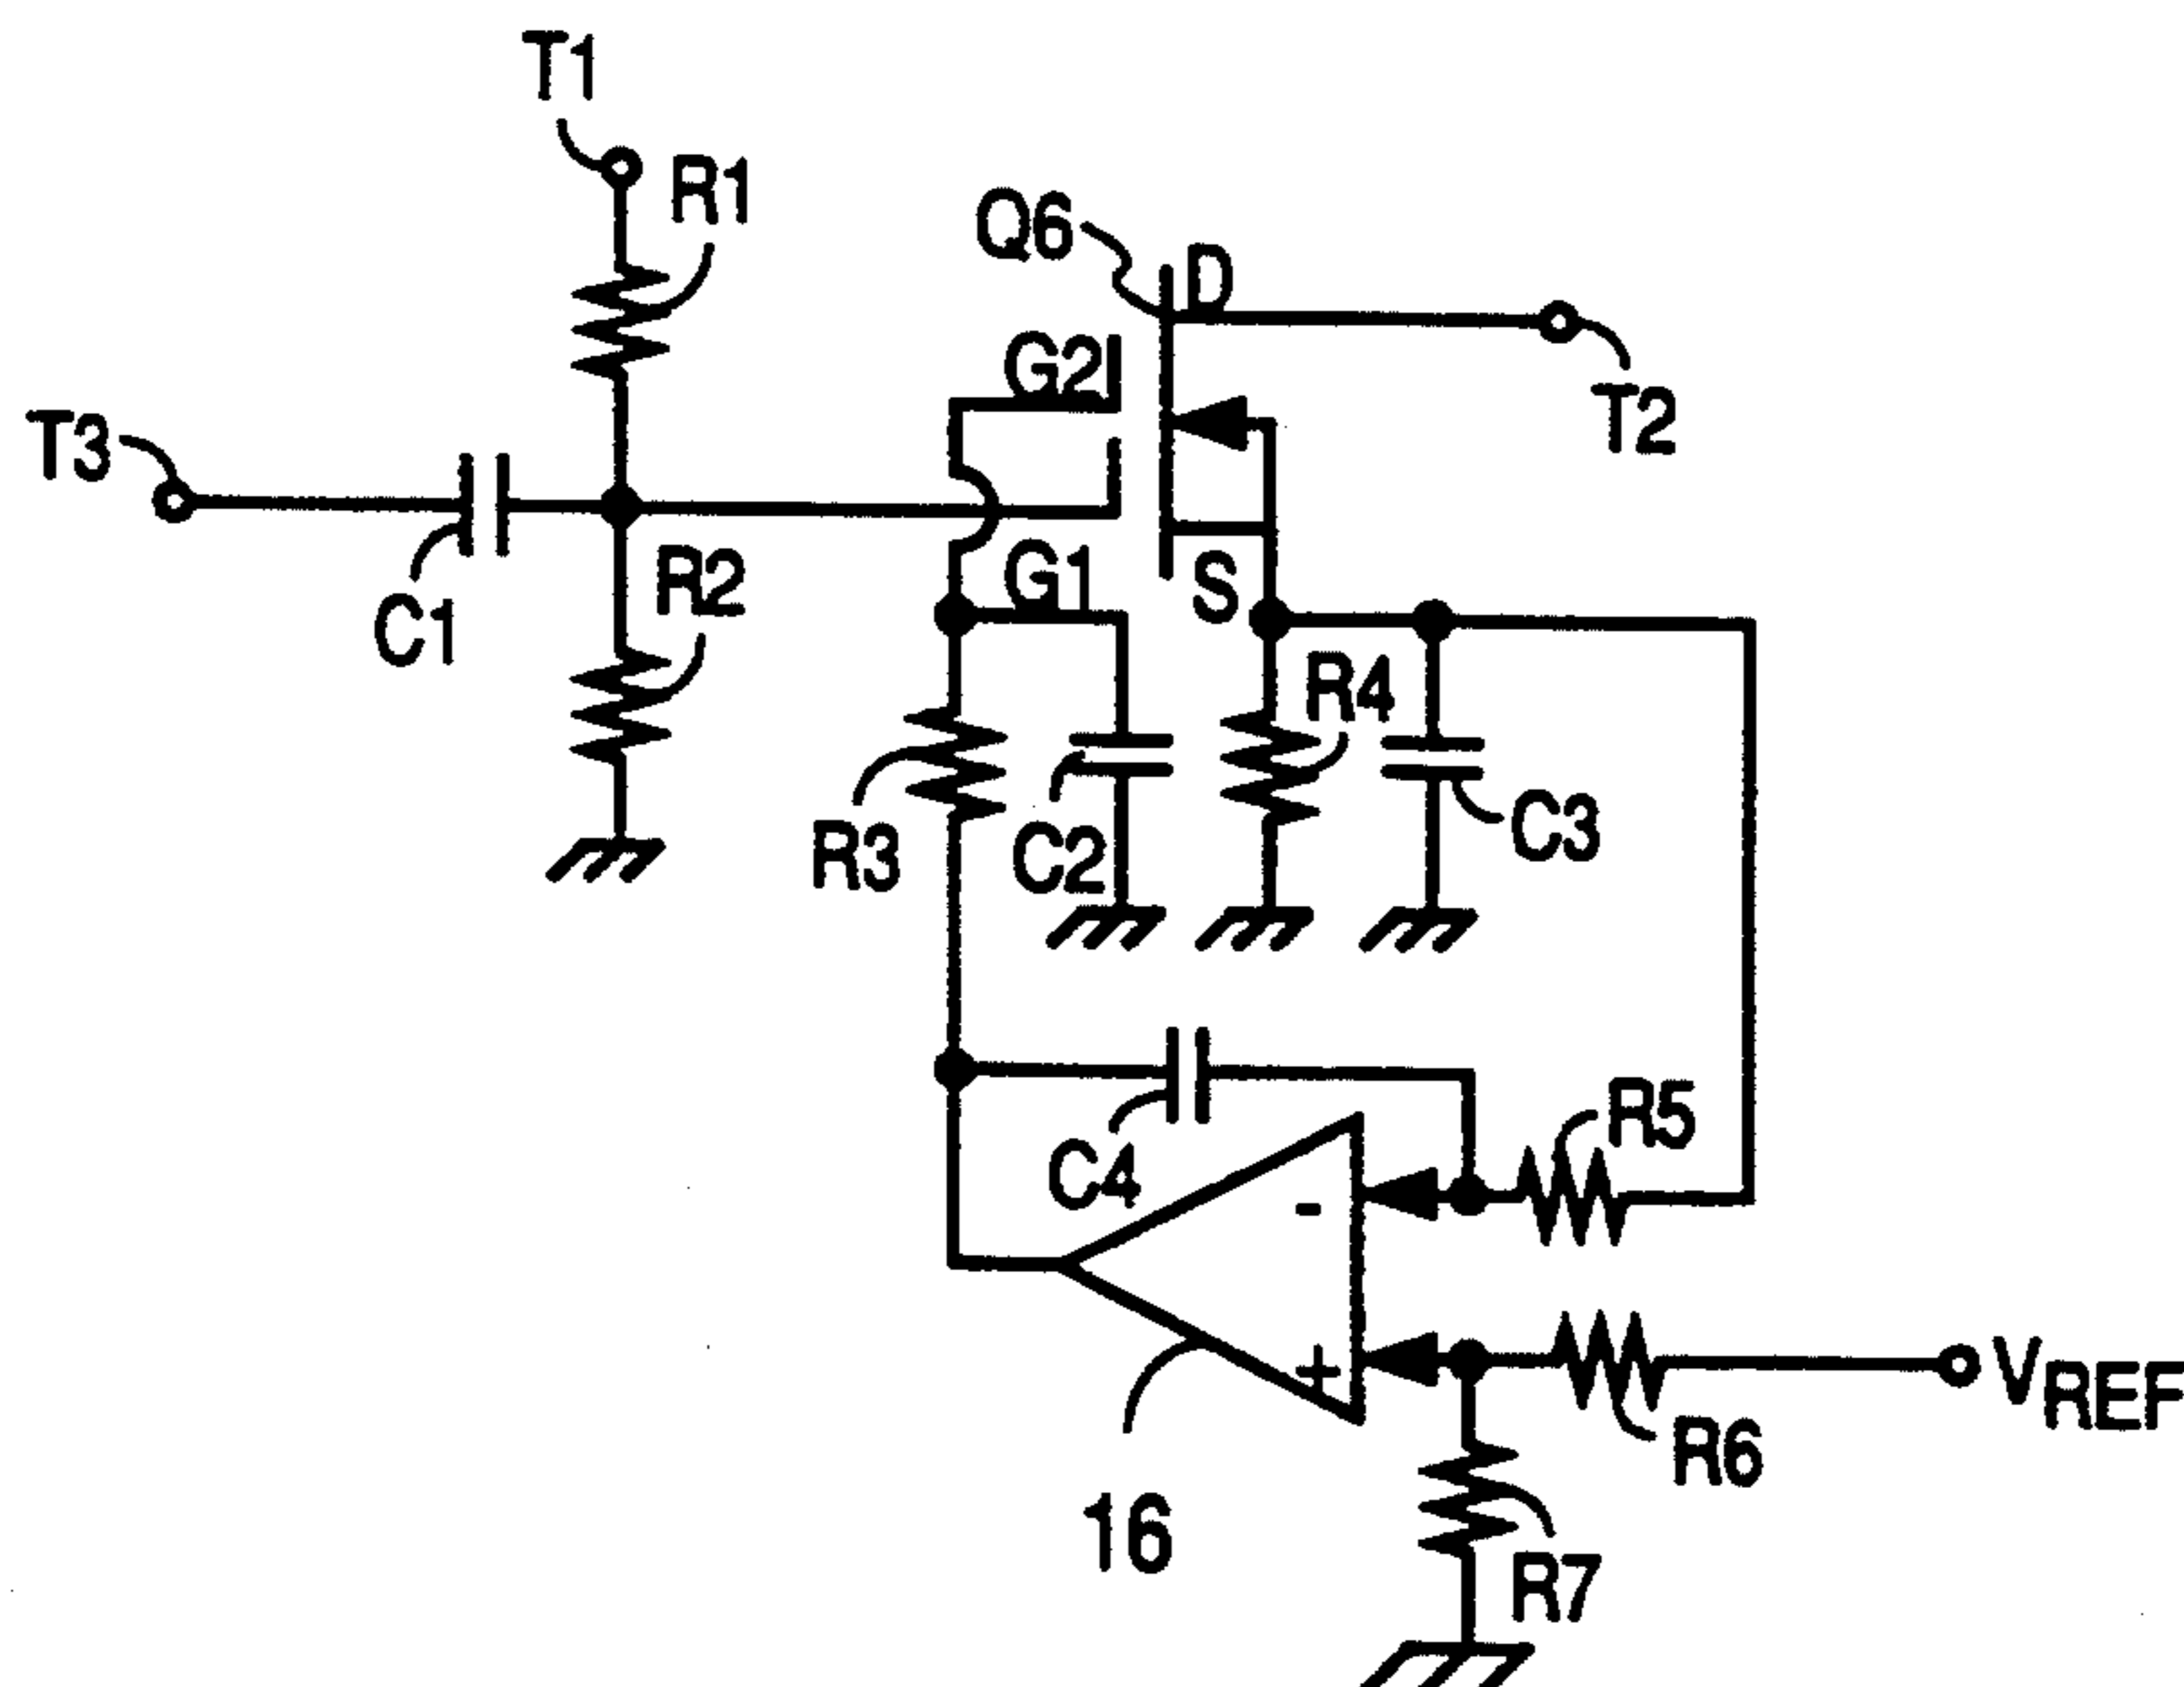 T1
R1
Q6
D
G2
T2
T3
R2
G1
S
C1
R4
R3
C2
C3
R5
C4
-
+
VREF
R6
16
R7